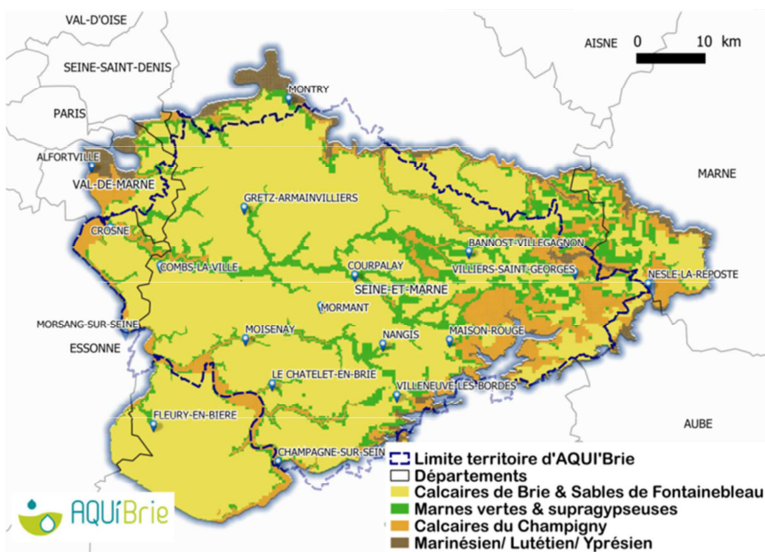 VAL-D'OISE
AISNE
0 10 km
SEINE-SAINT-DENIS
MONTRY
PARIS
ALFORTVILLE
MARNE
VAL-DE-MARNE
GRETZ-ARMAINVILLIERS
CROSNE
BANNOST-VILLEGAGNON
COMBS-LA-VILLE
COURPALAY
VILLIERS-SAINT-GEORGES
NESLE-LA-REPOSTE
SEINE-ET-MARNE
MORMANT
MORSANG-SUR-SEINE
MOISENAY
NANGIS
MAISON-ROUGE
ESSONNE
LE CHATELET-EN-BRIE
VILLENEUVE-LES-BORDES
FLEURY-EN-BIERE
AUBE
CHAMPAGNE-SUR-SEIN
Limite territoire d'AQUI'Brie
Départements
Calcaires de Brie & Sables de Fontainebleau
Marnes vertes & supragypseuses
Calcaires du Champigny
Marinésien/ Lutétien/ Yprésien
AQUIBrie